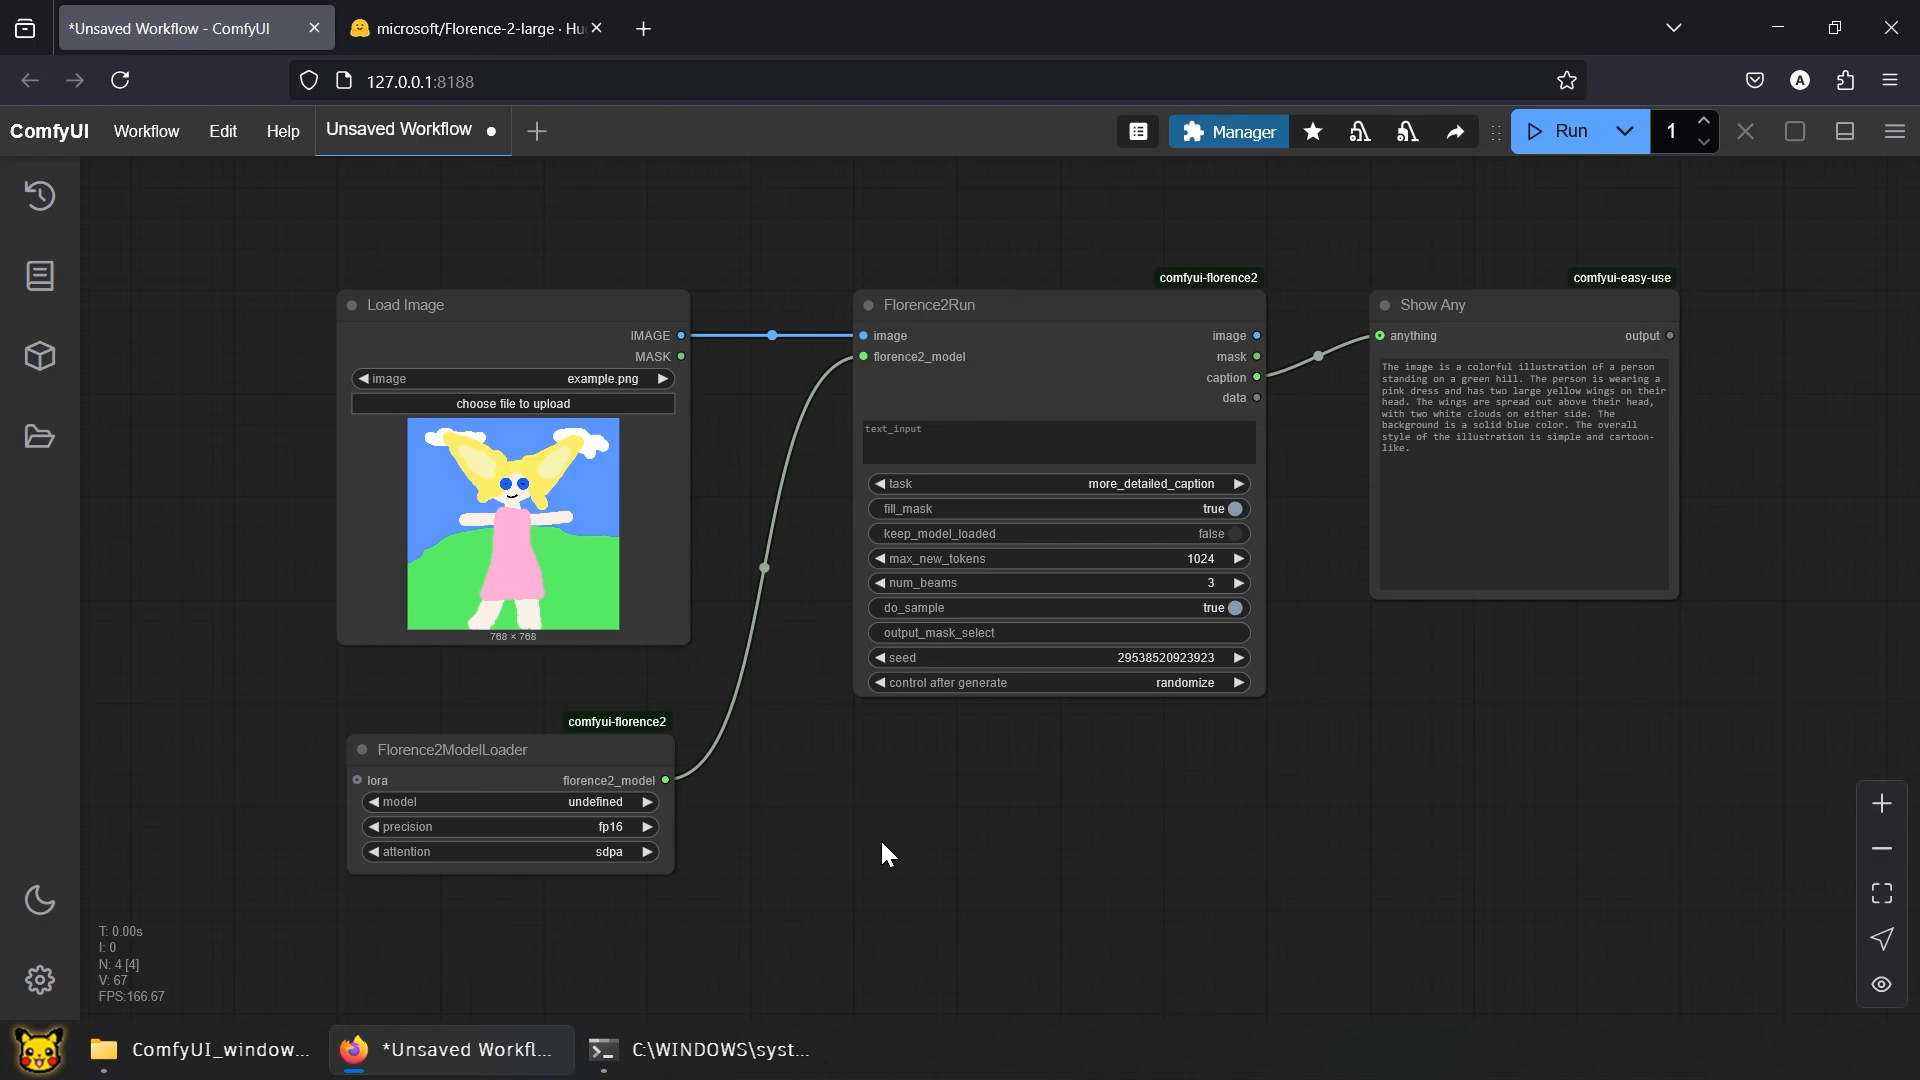 *Unsaved Workflow - ComfyUI
microsoft/Florence-2-large · Hu
127.0.0.1:8188
ComfyUI
Workflow
Edit
Help
Unsaved Workflow
Manager
Run
1
Load Image
IMAGE
MASK
image example.png
choose file to upload
768 × 768
comfyui-florence2
Florence2ModelLoader
lora florence2_model
model undefined
precision fp16
attention sdpa
comfyui-florence2
Florence2Run
image image
florence2_model mask
caption
data
text_input
task more_detailed_caption
fill_mask true
keep_model_loaded false
max_new_tokens 1024
num_beams 3
do_sample true
output_mask_select
seed 29538520923923
control after generate randomize
comfyui-easy-use
Show Any
anything output
The image is a colorful illustration of a person
standing on a green hill. The person is wearing a
pink dress and has two large yellow wings on their
head. The wings are spread out above their head,
with two white clouds on either side. The
background is a solid blue color. The overall
style of the illustration is simple and cartoon-
like.
T: 0.00s
I: 0
N: 4 [4]
V: 67
FPS:166.67
ComfyUI_window...
*Unsaved Workfl...
C:\WINDOWS\syst...
A